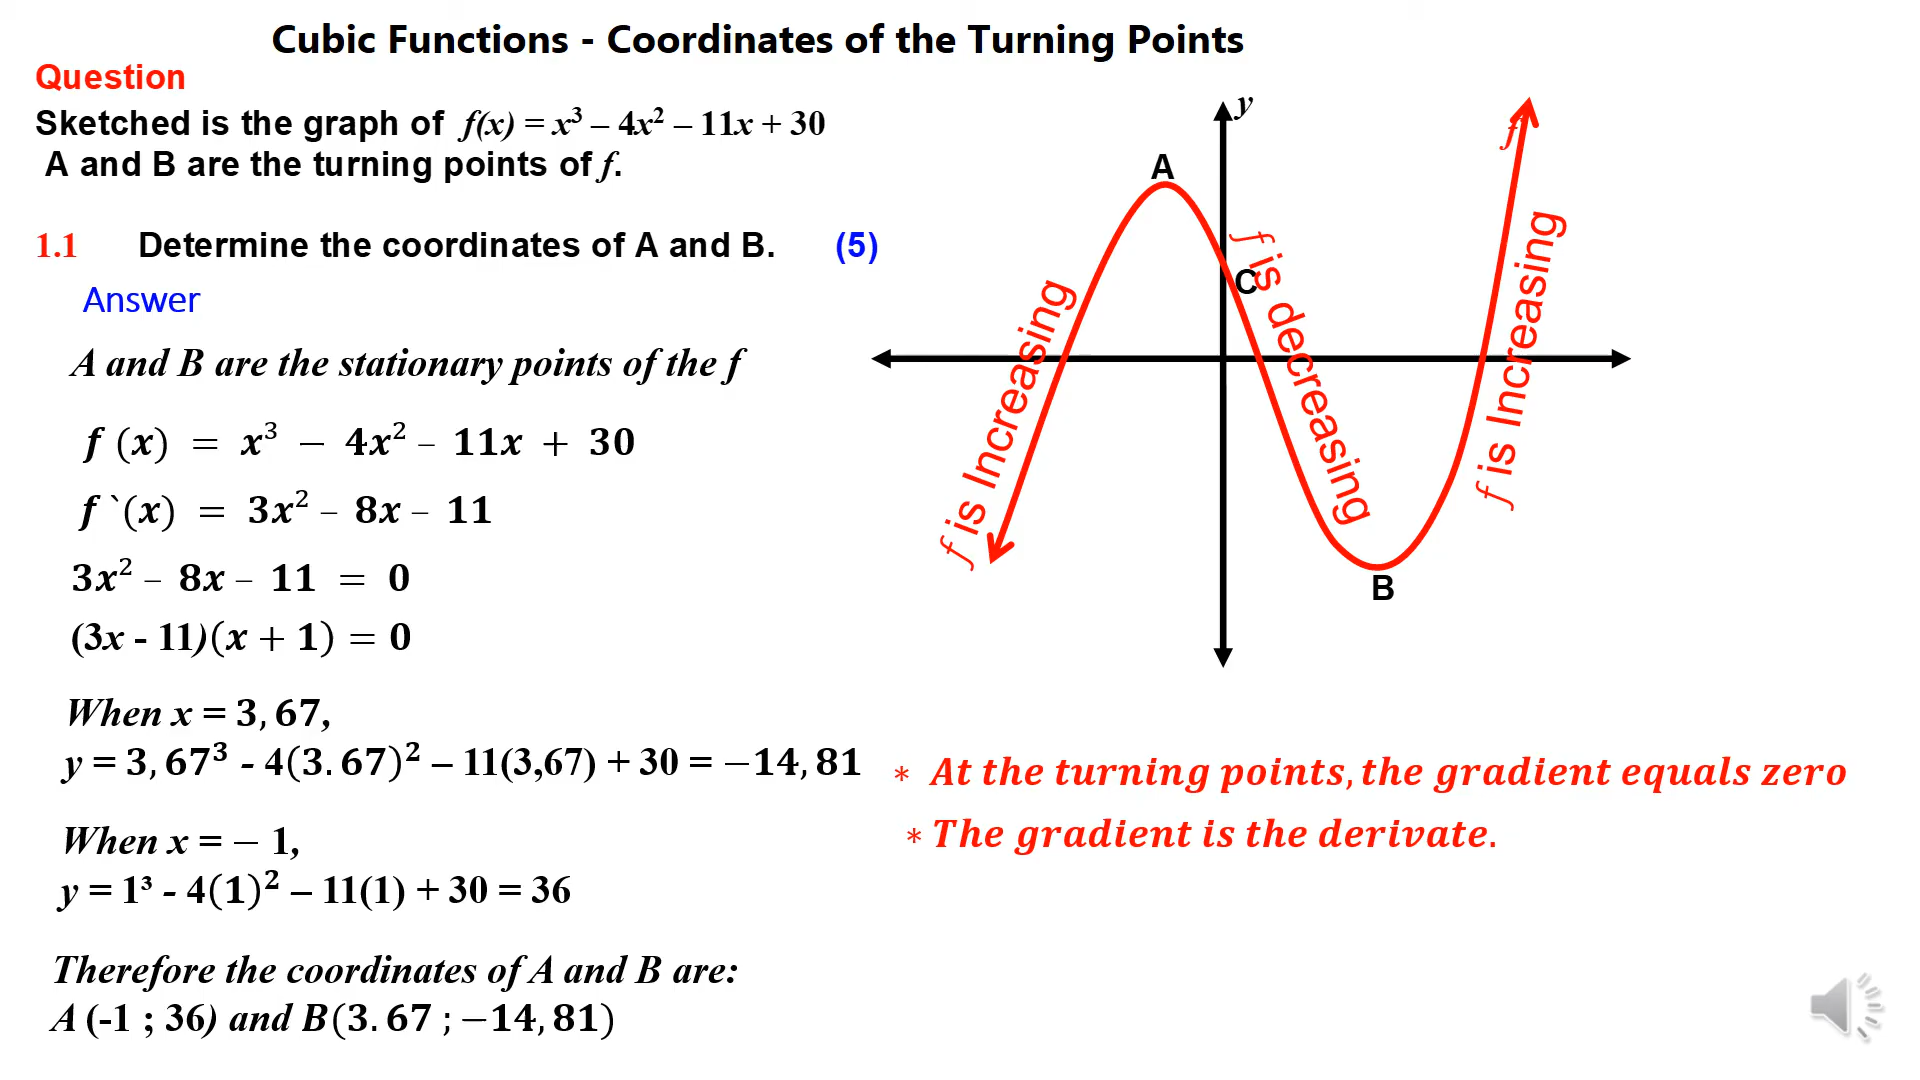 Cubic Functions - Coordinates of the Turning Points
Question
Sketched is the graph of f(x) = x³ – 4x² – 11x + 30
A and B are the turning points of f.
1.1 Determine the coordinates of A and B. (5)
Answer
A and B are the stationary points of the f
f (x) = x³ − 4x² – 11x + 30
f `(x) = 3x² – 8x – 11
3x² – 8x – 11 = 0
(3x - 11)(x + 1) = 0
When x = 3,67,
y = 3,67³ - 4(3.67)² – 11(3,67) + 30 = −14,81
When x = − 1,
y = 1³ - 4(1)² – 11(1) + 30 = 36
Therefore the coordinates of A and B are:
A (-1 ; 36) and B(3.67 ; −14,81)
y
f
A
C
B
f is Increasing
f is decreasing
f is Increasing
* At the turning points, the gradient equals zero
* The gradient is the derivate.